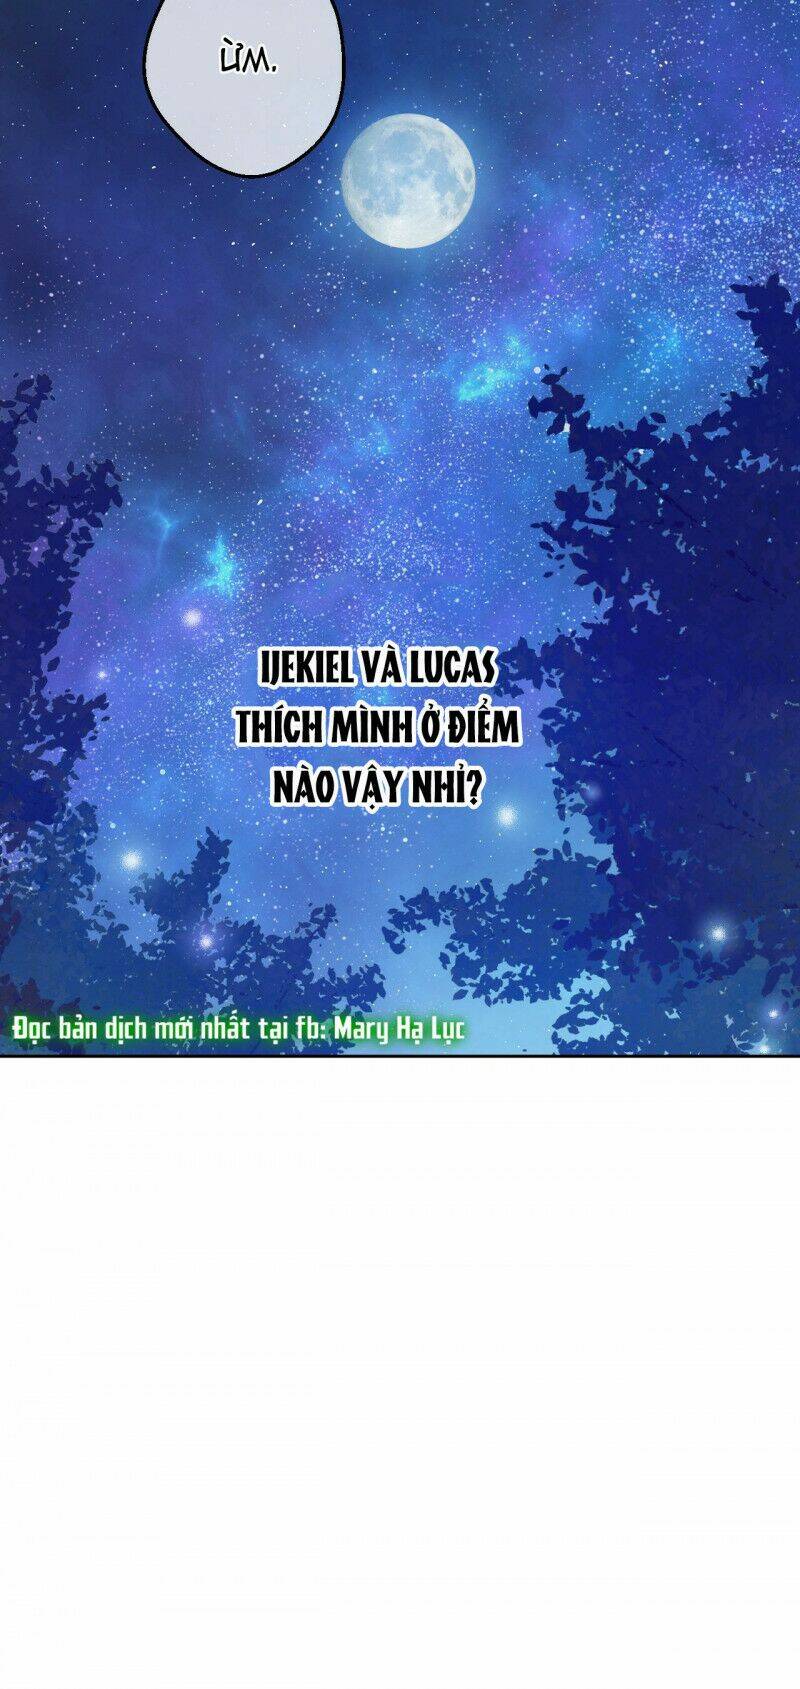 ừm.
IJEKIEL VÀ LUCAS
THÍCH MÌNH Ở ĐIỂM
NÀO VẬY NHỈ?
Đọc bản dịch mới nhất tại fb: Mary Hạ Lục